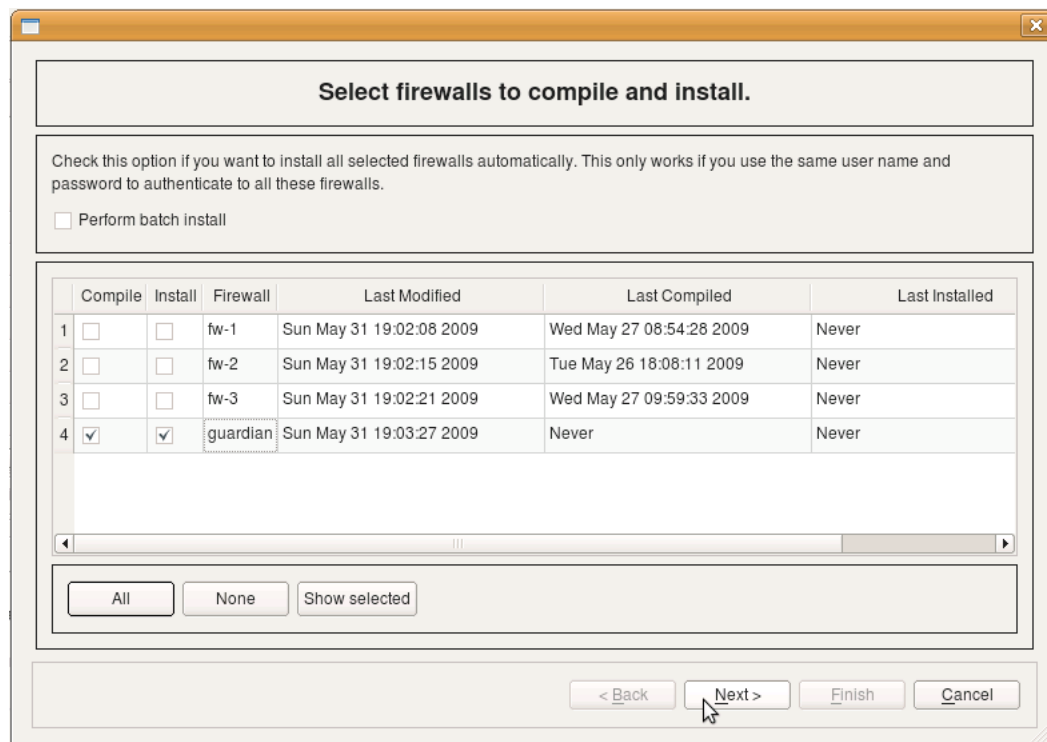 Select firewalls to compile and install.
Check this option if you want to install all selected firewalls automatically. This only works if you use the same user name and
password to authenticate to all these firewalls.
Perform batch install
Compile Install Firewall Last Modified Last Compiled Last Installed
1 fw-1 Sun May 31 19:02:08 2009 Wed May 27 08:54:28 2009 Never
2 fw-2 Sun May 31 19:02:15 2009 Tue May 26 18:08:11 2009 Never
3 fw-3 Sun May 31 19:02:21 2009 Wed May 27 09:59:33 2009 Never
4 guardian Sun May 31 19:03:27 2009 Never Never
All None Show selected
< Back Next > Finish Cancel